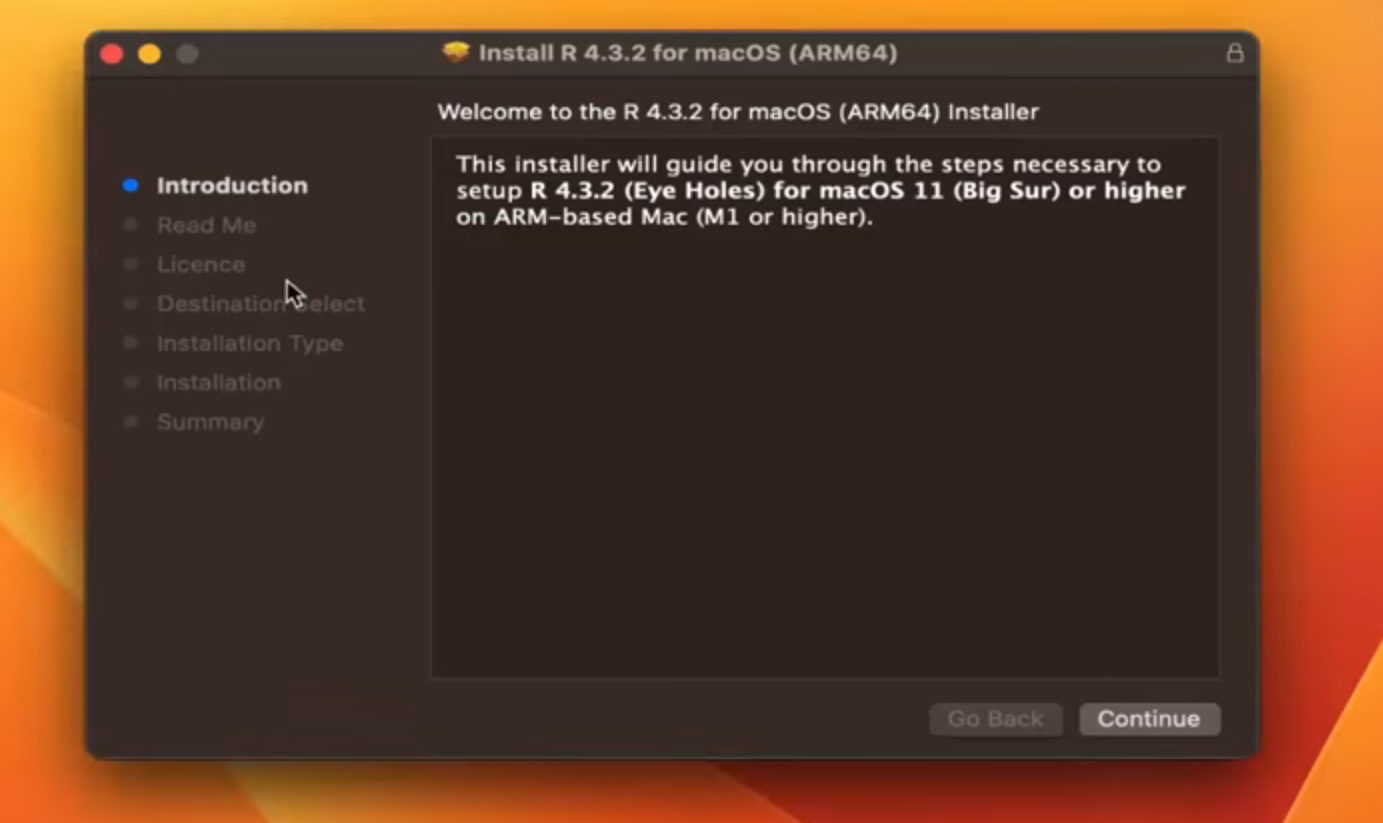 Install R 4.3.2 for macOS (ARM64)
Welcome to the R 4.3.2 for macOS (ARM64) Installer
Introduction
Read Me
Licence
Destination Select
Installation Type
Installation
Summary
This installer will guide you through the steps necessary to
setup R 4.3.2 (Eye Holes) for macOS 11 (Big Sur) or higher
on ARM-based Mac (M1 or higher).
Go Back
Continue